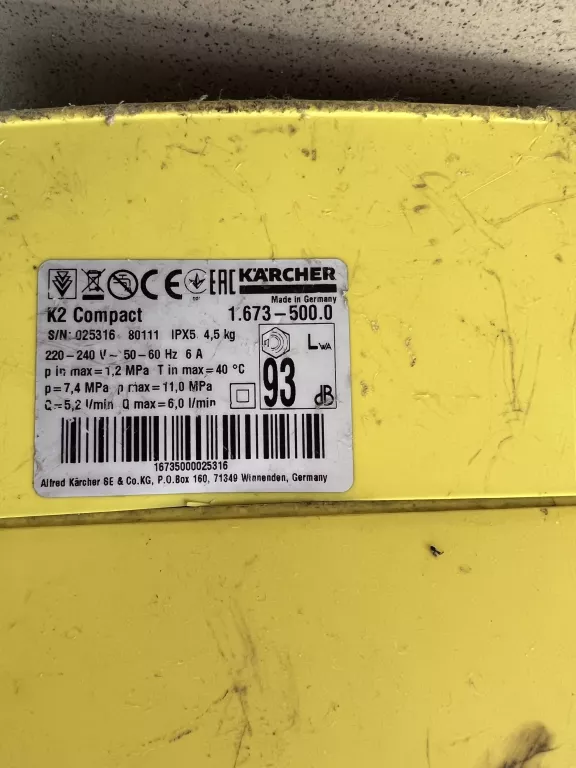 CE EAC KÄRCHER
Made in Germany
K2 Compact 1.673-500.0
S/N: 025316 80111 IPX5 4,5 kg
220-240 V ~ 50-60 Hz 6 A
p in max=1,2 MPa T in max=40 °C
p=7,4 MPa p max=11,0 MPa
Q=5,2 l/min Q max=6,0 l/min
LWA
93 dB
16735000025316
Alfred Kärcher SE & Co.KG, P.O.Box 160, 71349 Winnenden, Germany